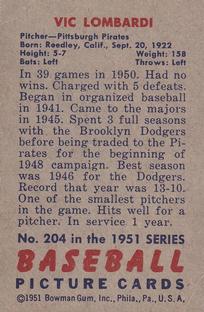 VIC LOMBARDI
Pitcher—Pittsburgh Pirates
Born: Reedley, Calif., Sept. 20, 1922
Height: 5-7 Weight: 158
Bats: Left Throws: Left
In 39 games in 1950. Had no
wins. Charged with 5 defeats.
Began in organized baseball
in 1941. Came to the majors
in 1945. Spent 3 full seasons
with the Brooklyn Dodgers
before being traded to the Pi-
rates for the beginning of
1948 campaign. Best season
was 1946 for the Dodgers.
Record that year was 13-10.
One of the smallest pitchers
in the game. Hits well for a
pitcher. In service 1 year.
No. 204 in the 1951 SERIES
BASEBALL
PICTURE CARDS
©1951 Bowman Gum, Inc., Phila., Pa., U. S. A.